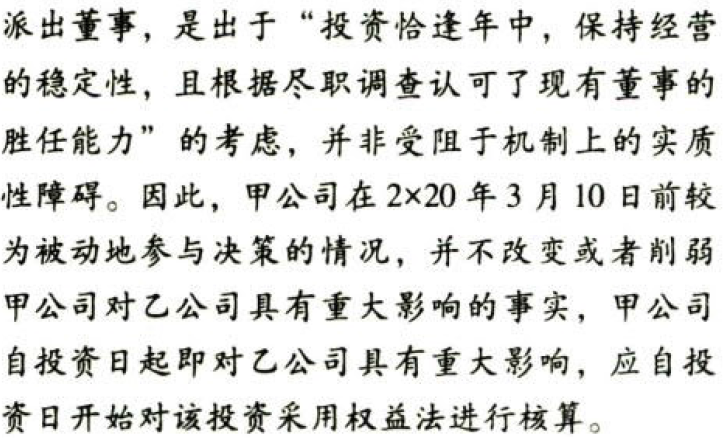 派出董事，是出于“投资恰逢年中，保持经营
的稳定性，且根据尽职调查认可了现有董事的
胜任能力”的考虑，并非受阻于机制上的实质
性障碍。因此，甲公司在2×20年3月10日前较
为被动地参与决策的情况，并不改变或者削弱
甲公司对乙公司具有重大影响的事实，甲公司
自投资日起即对乙公司具有重大影响，应自投
资日开始对该投资采用权益法进行核算。